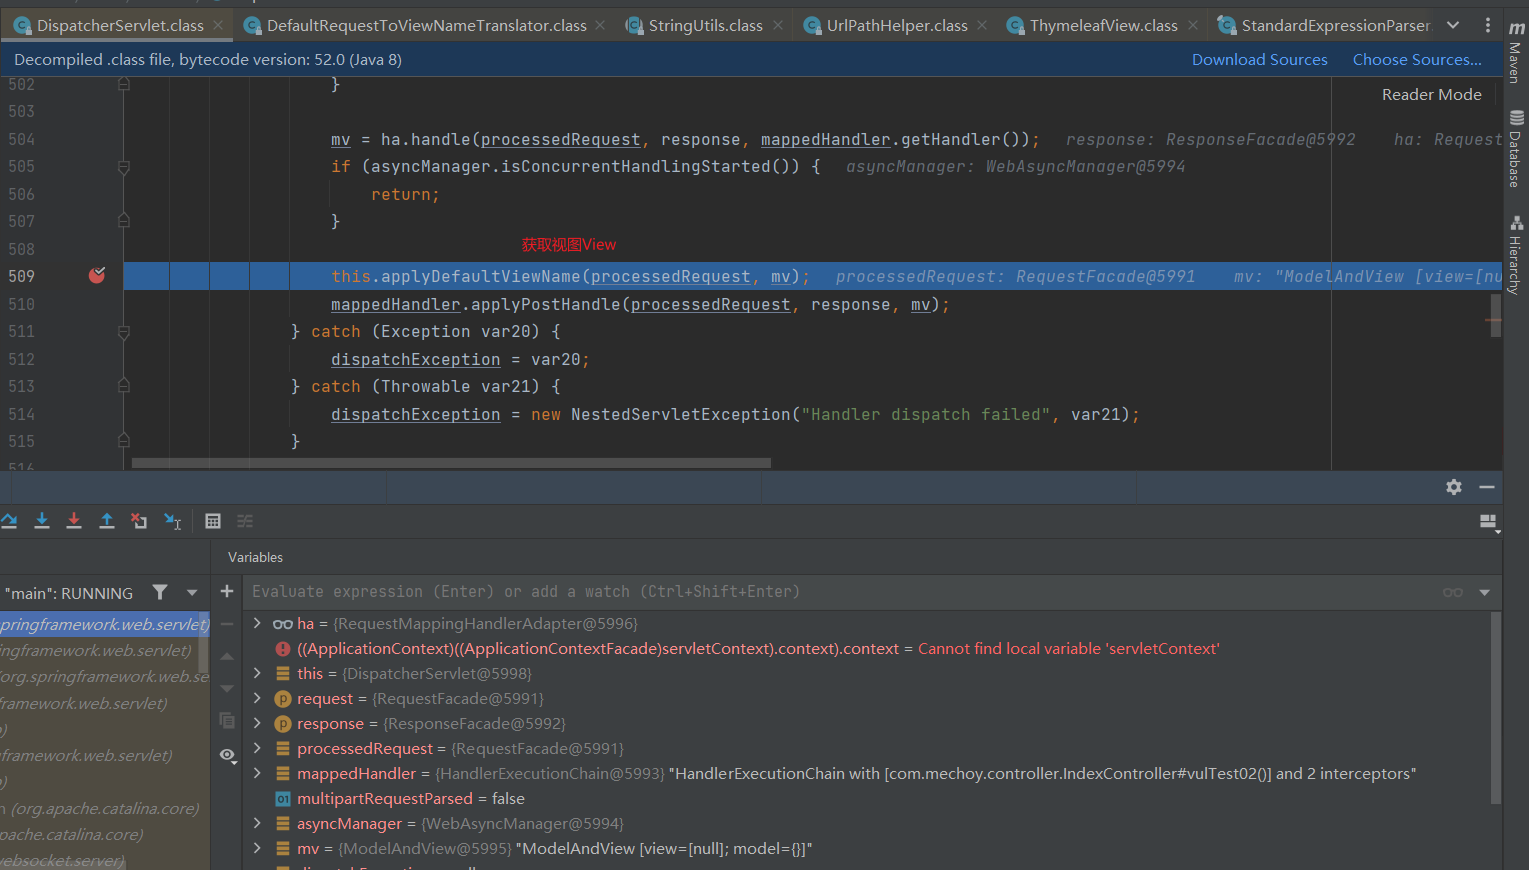 DispatcherServlet.class
DefaultRequestToViewNameTranslator.class
StringUtils.class
UrlPathHelper.class
ThymeleafView.class
StandardExpressionParser.
Decompiled .class file, bytecode version: 52.0 (Java 8)
Download Sources
Choose Sources...
Reader Mode
502 }
503
504 mv = ha.handle(processedRequest, response, mappedHandler.getHandler()); response: ResponseFacade@5992 ha: Request
505 if (asyncManager.isConcurrentHandlingStarted()) { asyncManager: WebAsyncManager@5994
506 return;
507 }
508 获取视图View
509 this.applyDefaultViewName(processedRequest, mv); processedRequest: RequestFacade@5991 mv: "ModelAndView [view=[nu
510 mappedHandler.applyPostHandle(processedRequest, response, mv);
511 } catch (Exception var20) {
512 dispatchException = var20;
513 } catch (Throwable var21) {
514 dispatchException = new NestedServletException("Handler dispatch failed", var21);
515 }
516
Maven
Database
Hierarchy
Variables
"main": RUNNING
Evaluate expression (Enter) or add a watch (Ctrl+Shift+Enter)
springframework.web.servlet)
ingframework.web.servlet)
(org.springframework.web.se
framework.web.servlet)
)
gframework.web.servlet)
)
(org.apache.catalina.core)
pache.catalina.core)
websocket.server)
ha = {RequestMappingHandlerAdapter@5996}
((ApplicationContext)((ApplicationContextFacade)servletContext).context).context = Cannot find local variable 'servletContext'
this = {DispatcherServlet@5998}
request = {RequestFacade@5991}
response = {ResponseFacade@5992}
processedRequest = {RequestFacade@5991}
mappedHandler = {HandlerExecutionChain@5993} "HandlerExecutionChain with [com.mechoy.controller.IndexController#vulTest02()] and 2 interceptors"
multipartRequestParsed = false
asyncManager = {WebAsyncManager@5994}
mv = {ModelAndView@5995} "ModelAndView [view=[null]; model={}]"